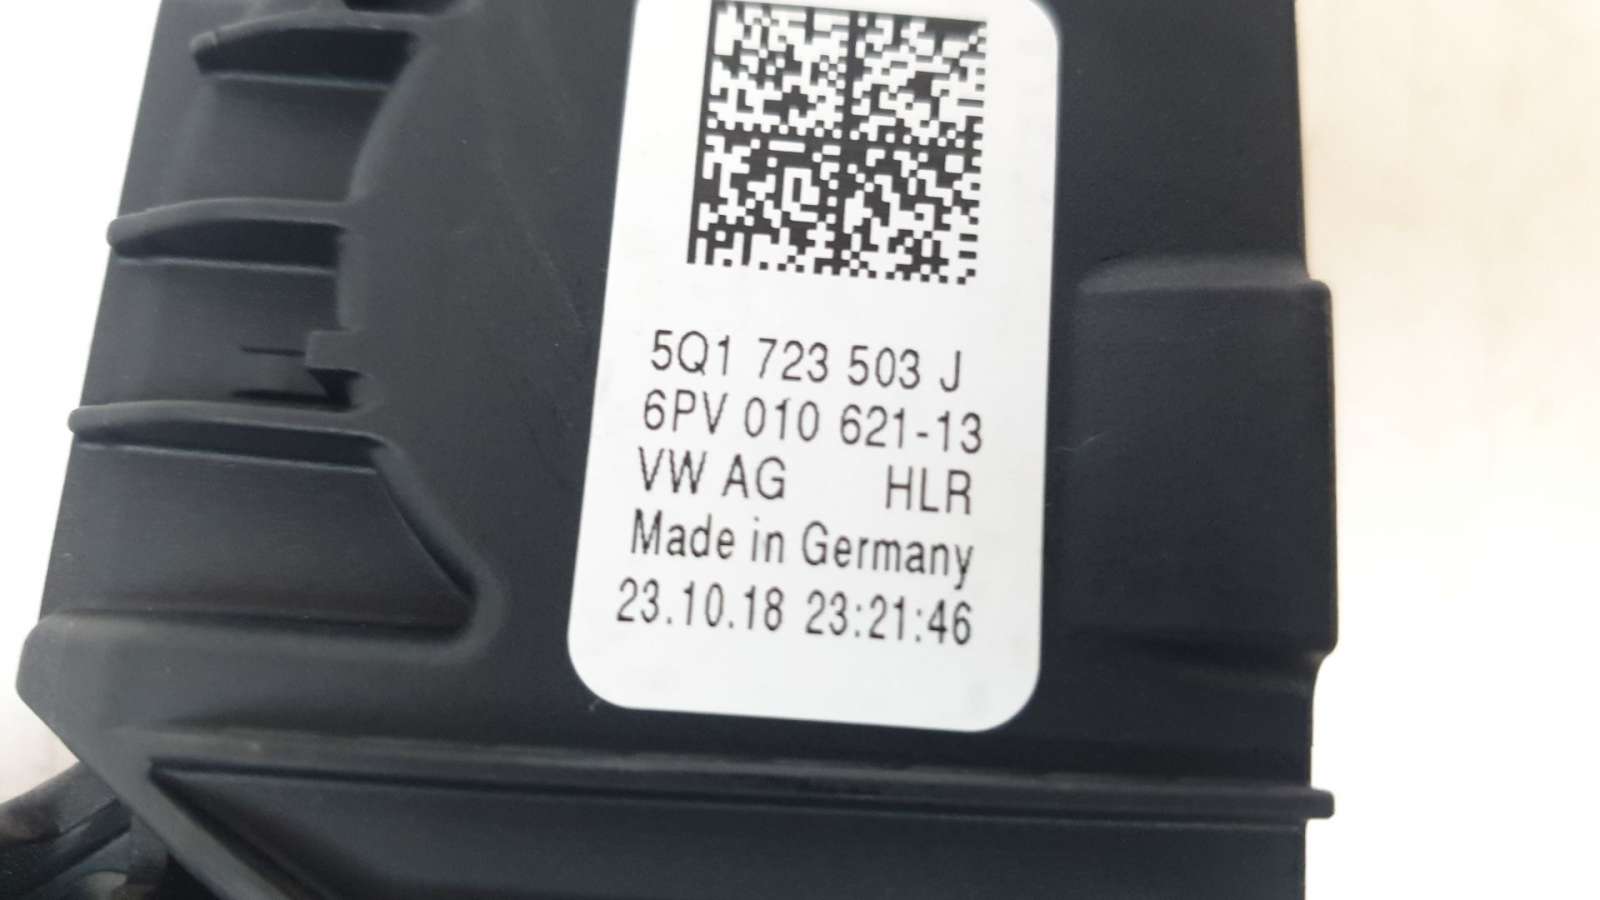 5Q1 723 503 J
6PV 010 621-13
VW AG HLR
Made in Germany
23.10.18 23:21:46